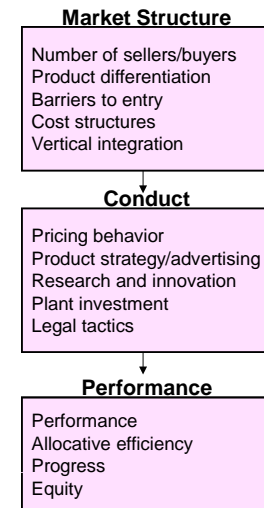 Market Structure
Number of sellers/buyers
Product differentiation
Barriers to entry
Cost structures
Vertical integration
Conduct
Pricing behavior
Product strategy/advertising
Research and innovation
Plant investment
Legal tactics
Performance
Performance
Allocative efficiency
Progress
Equity